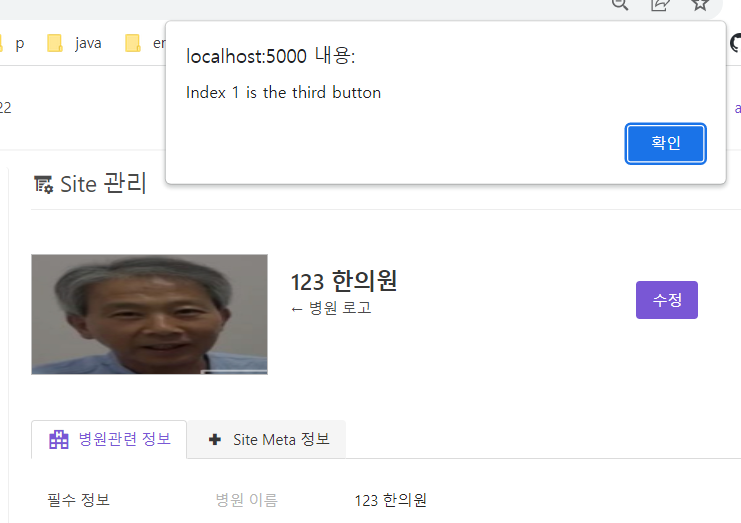 p java
localhost:5000 내용:
Index 1 is the third button
확인
22
Site 관리
123 한의원
← 병원 로고
수정
병원관련 정보
Site Meta 정보
필수 정보 병원 이름 123 한의원